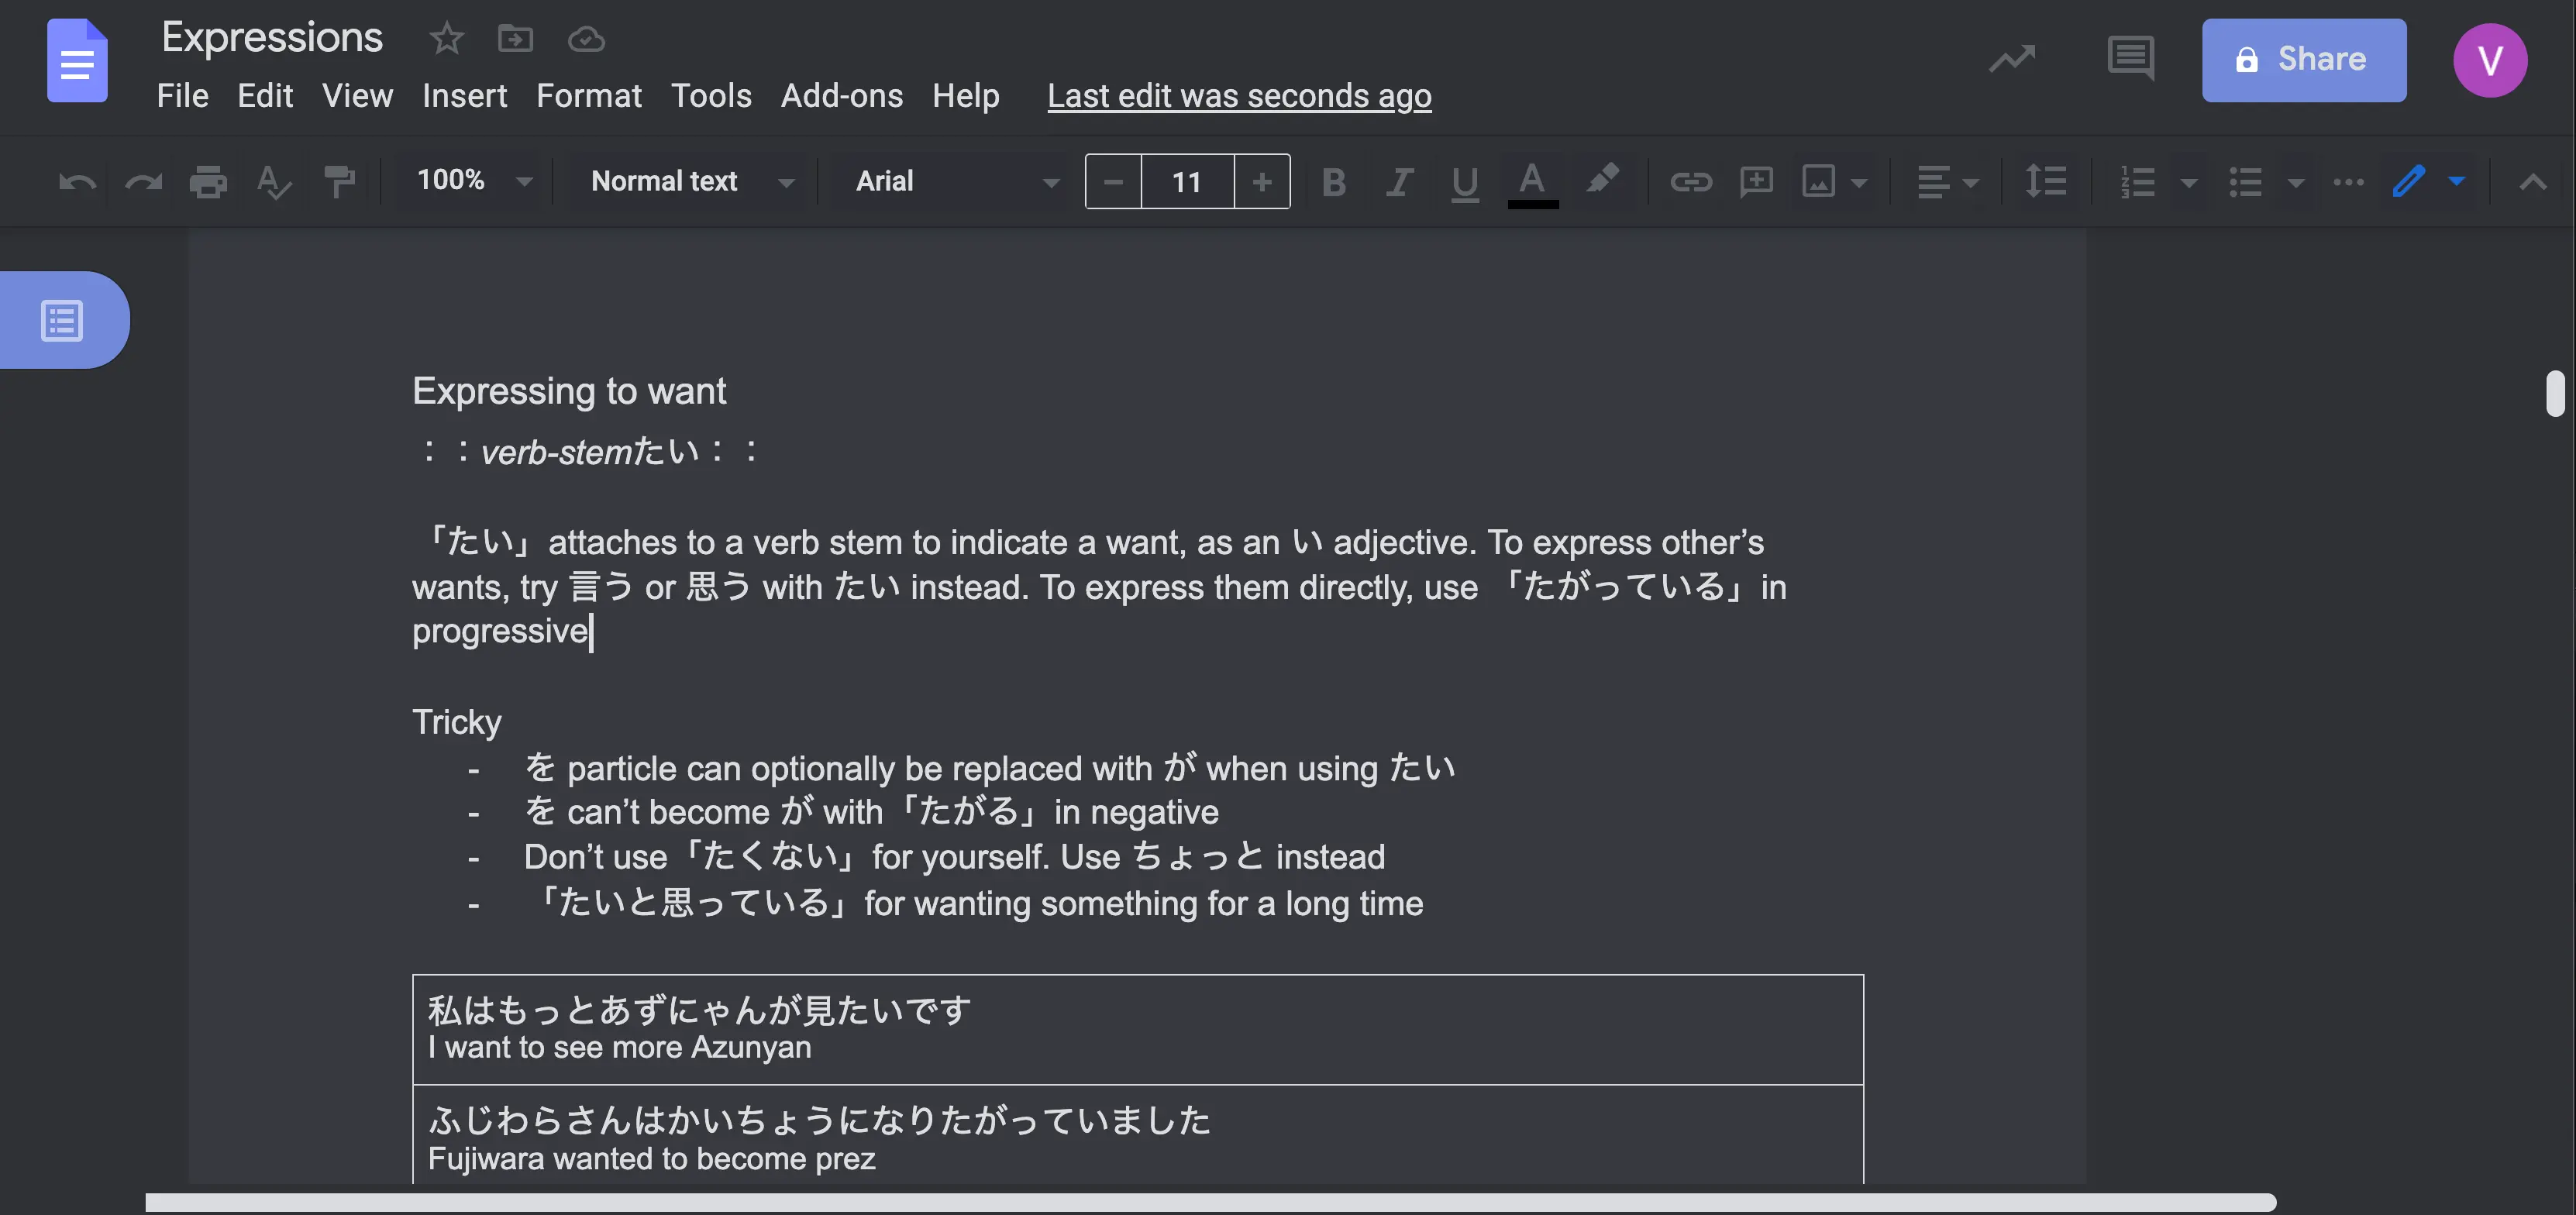 Expressions
File Edit View Insert Format Tools Add-ons Help Last edit was seconds ago
Share
V
100% Normal text Arial - 11 + B I U A
Expressing to want
：：verb-stemたい：：
「たい」attaches to a verb stem to indicate a want, as an い adjective. To express other's
wants, try 言う or 思う with たい instead. To express them directly, use 「たがっている」in
progressive
Tricky
- を particle can optionally be replaced with が when using たい
- を can't become が with「たがる」in negative
- Don't use「たくない」for yourself. Use ちょっと instead
- 「たいと思っている」for wanting something for a long time
私はもっとあずにゃんが見たいです
I want to see more Azunyan
ふじわらさんはかいちょうになりたがっていました
Fujiwara wanted to become prez